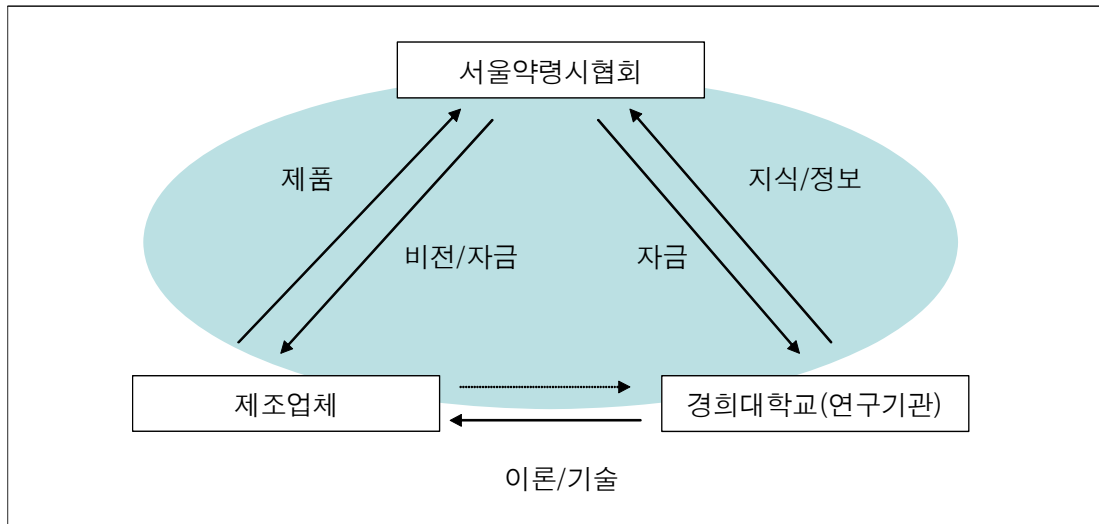 서울약령시협회
제품
지식/정보
비전/자금
자금
제조업체
경희대학교(연구기관)
이론/기술